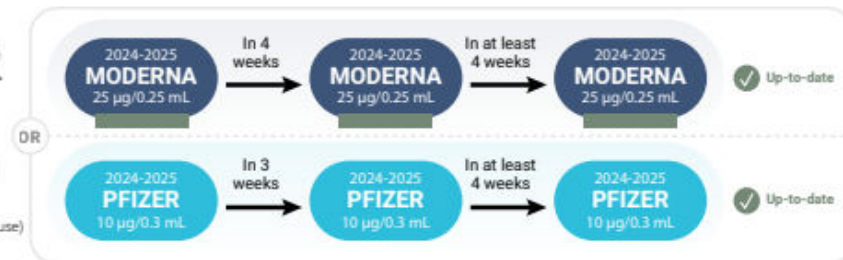 In 4
weeks
In at least
4 weeks
2024-2025
MODERNA
25 µg/0.25 mL
2024-2025
MODERNA
25 µg/0.25 mL
2024-2025
MODERNA
25 µg/0.25 mL
Up-to-date
OR
In 3
weeks
In at least
4 weeks
2024-2025
PFIZER
10 µg/0.3 mL
2024-2025
PFIZER
10 µg/0.3 mL
2024-2025
PFIZER
10 µg/0.3 mL
Up-to-date